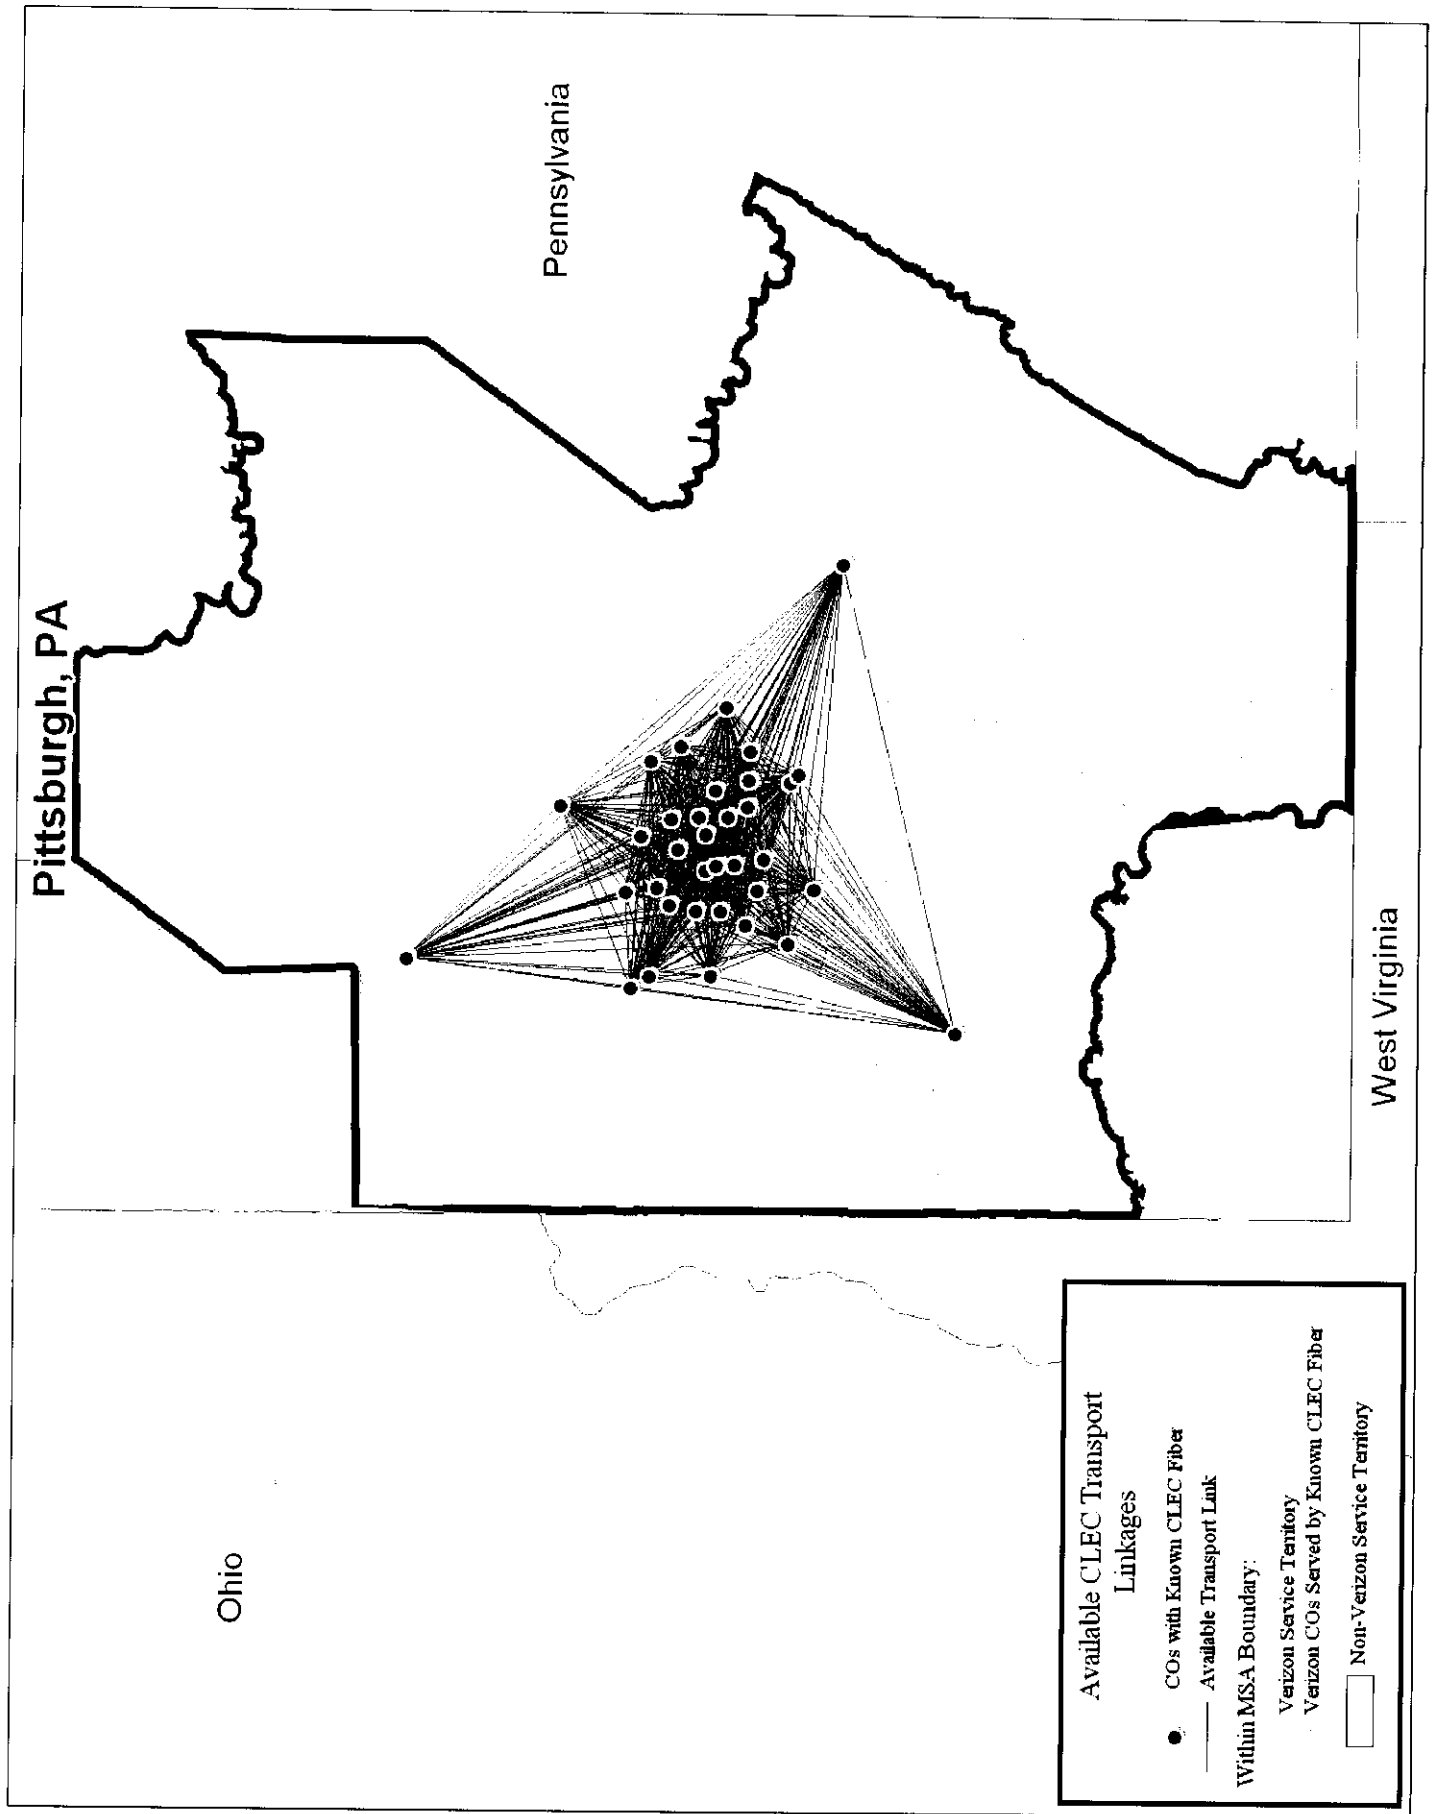 Pittsburgh, PA
Pennsylvania
Ohio
West Virginia
Available CLEC Transport
Linkages
COs with Known CLEC Fiber
Available Transport Link
Within MSA Boundary:
Verizon Service Territory
Verizon COs Served by Known CLEC Fiber
Non-Verizon Service Territory